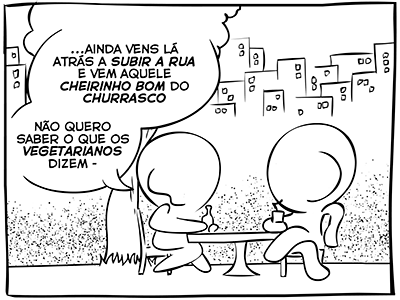 ...AINDA VENS LÁ
ATRÁS A SUBIR A RUA
E VEM AQUELE
CHEIRINHO BOM DO
CHURRASCO
NÃO QUERO
SABER O QUE OS
VEGETARIANOS
DIZEM -